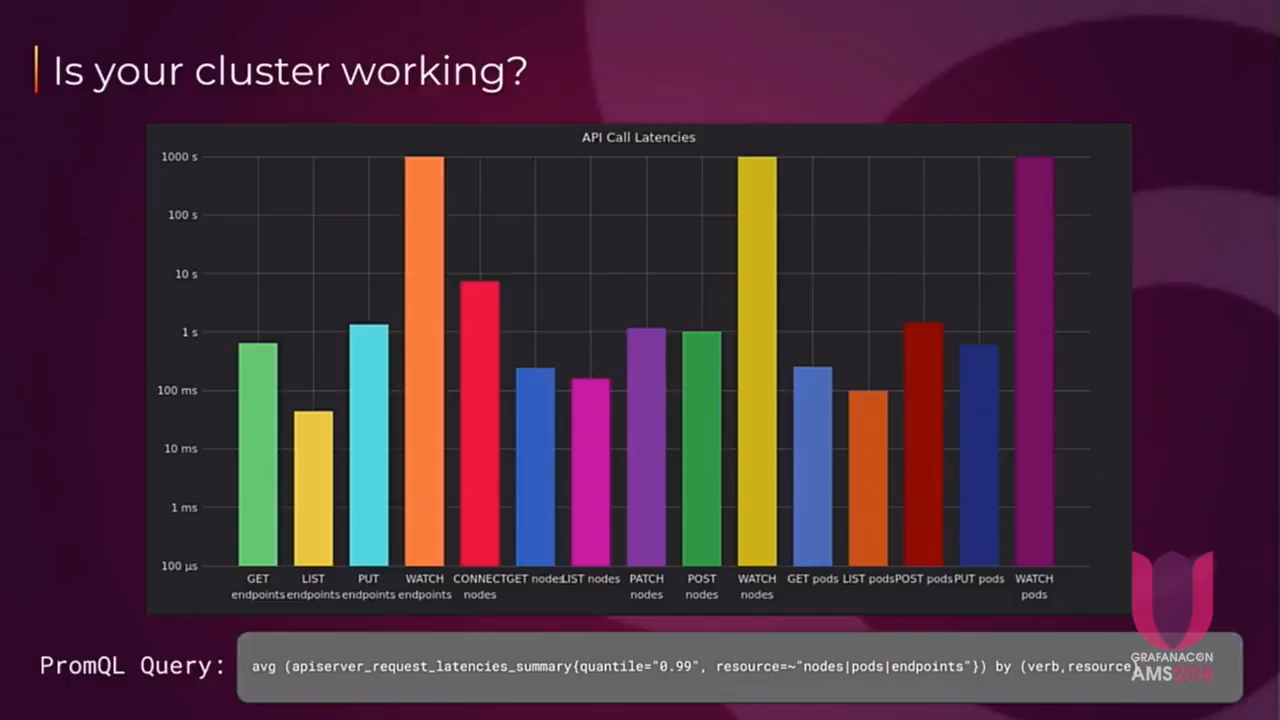 Is your cluster working?
API Call Latencies
1000 s
100 s
10 s
1 s
100 ms
10 ms
1 ms
100 µs
GET endpoints
LIST endpoints
PUT endpoints
WATCH endpoints
CONNECT nodes
GET nodes
LIST nodes
PATCH nodes
POST nodes
WATCH nodes
GET pods
LIST pods
POST pods
PUT pods
WATCH pods
PromQL Query:
avg (apiserver_request_latencies_summary{quantile="0.99", resource=~"nodes|pods|endpoints"}) by (verb,resource)
GRAFANACON
AMS2018